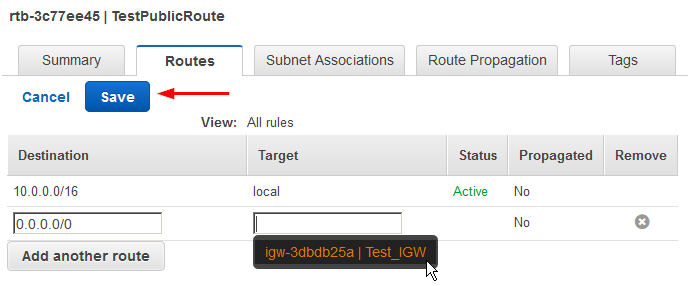 rtb-3c77ee45 | TestPublicRoute
Summary Routes Subnet Associations Route Propagation Tags
Cancel Save
View: All rules
Destination Target Status Propagated Remove
10.0.0.0/16 local Active No
0.0.0.0/0 No
igw-3dbdb25a | Test_IGW
Add another route